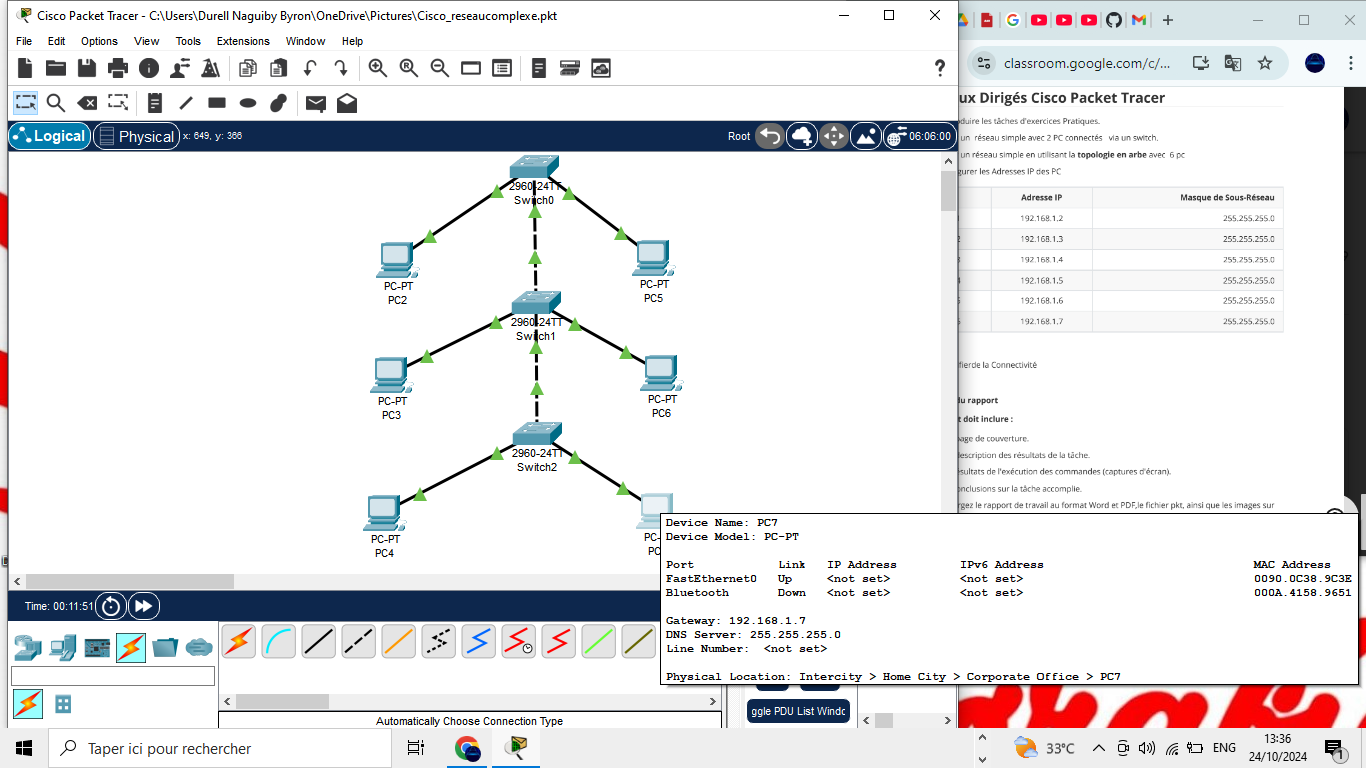 Cisco Packet Tracer - C:\Users\Durell Naguiby Byron\OneDrive\Pictures\Cisco_reseaucomplexe.pkt
File Edit Options View Tools Extensions Window Help
?
Logical Physical x: 649, y: 366 Root 06:06:00
2960-24TT
Switch0
PC-PT
PC2
PC-PT
PC5
2960-24TT
Switch1
PC-PT
PC3
PC-PT
PC6
2960-24TT
Switch2
PC-PT
PC4
Time: 00:11:51
Automatically Choose Connection Type
ggle PDU List Windo
Device Name: PC7
Device Model: PC-PT
Port Link IP Address IPv6 Address MAC Address
FastEthernet0 Up <not set> <not set> 0090.0C38.9C3E
Bluetooth Down <not set> <not set> 000A.4158.9651
Gateway: 192.168.1.7
DNS Server: 255.255.255.0
Line Number: <not set>
Physical Location: Intercity > Home City > Corporate Office > PC7
classroom.google.com/c/...
ux Dirigés Cisco Packet Tracer
duire les tâches d'exercices Pratiques.
un réseau simple avec 2 PC connectés via un switch.
un réseau simple en utilisant la topologie en arbe avec 6 pc
gurer les Adresses IP des PC
Adresse IP Masque de Sous-Réseau
192.168.1.2 255.255.255.0
192.168.1.3 255.255.255.0
192.168.1.4 255.255.255.0
192.168.1.5 255.255.255.0
192.168.1.6 255.255.255.0
192.168.1.7 255.255.255.0
fierde la Connectivité
du rapport
t doit inclure :
age de couverture.
description des résultats de la tâche.
sultats de l'exécution des commandes (captures d'écran).
onclusions sur la tâche accomplie.
rgez le rapport de travail au format Word et PDF,le fichier pkt, ainsi que les images sur
Taper ici pour rechercher
33°C ENG 13:36
24/10/2024
1